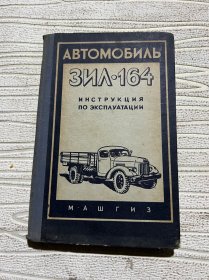 АВТОМОБИЛЬ
ЗИЛ-164
ИНСТРУКЦИЯ
ПО ЭКСПЛУАТАЦИИ
МАШГИЗ